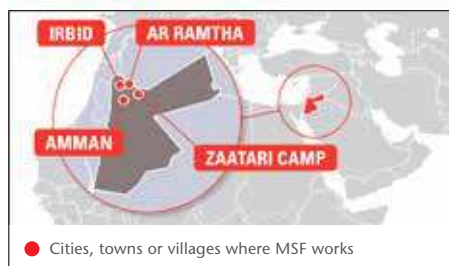 IRBID
AR RAMTHA
AMMAN
ZAATARI CAMP
Cities, towns or villages where MSF works